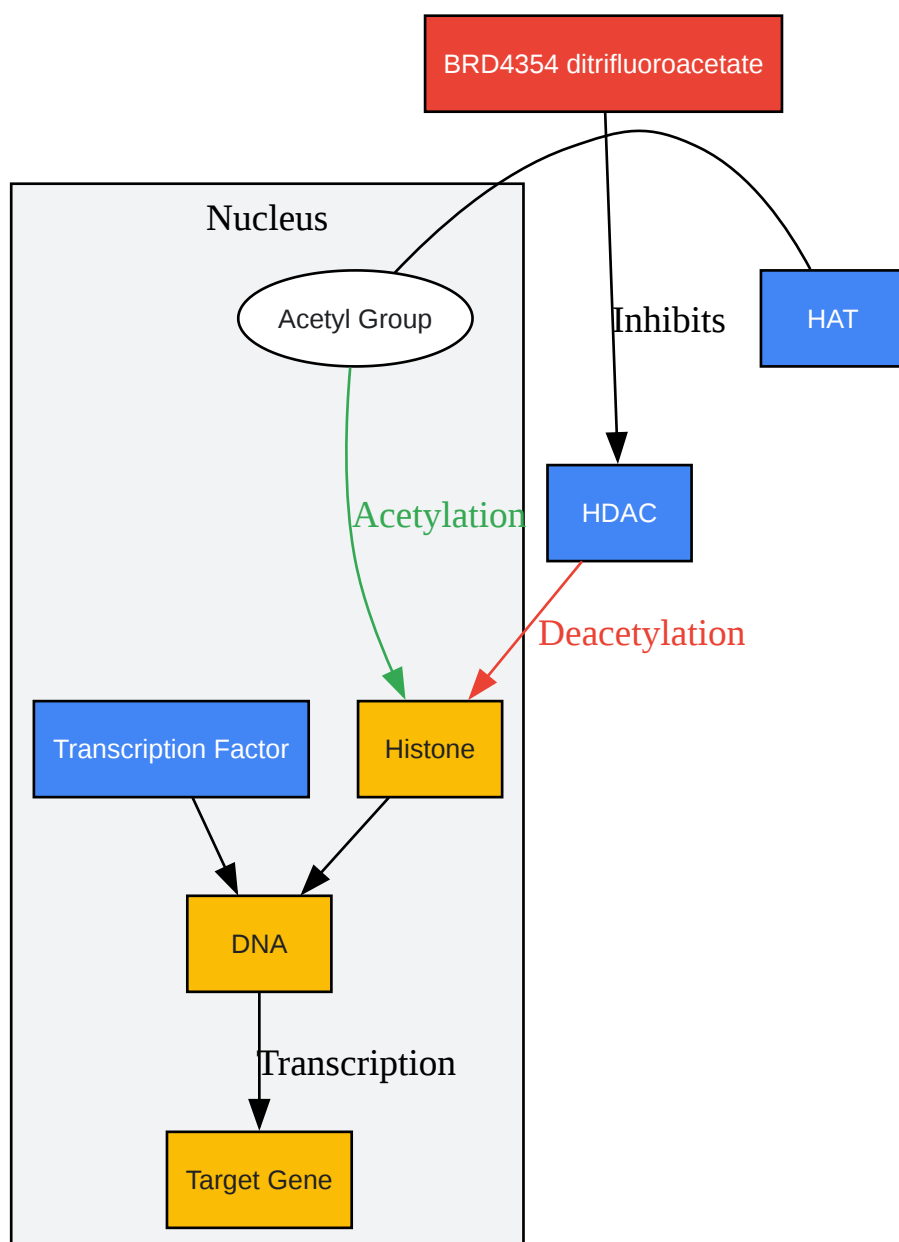 BRD4354 ditrifluoroacetate
Nucleus
Acetyl Group
Inhibits
HAT
Acetylation
HDAC
Deacetylation
Transcription Factor
Histone
DNA
Transcription
Target Gene